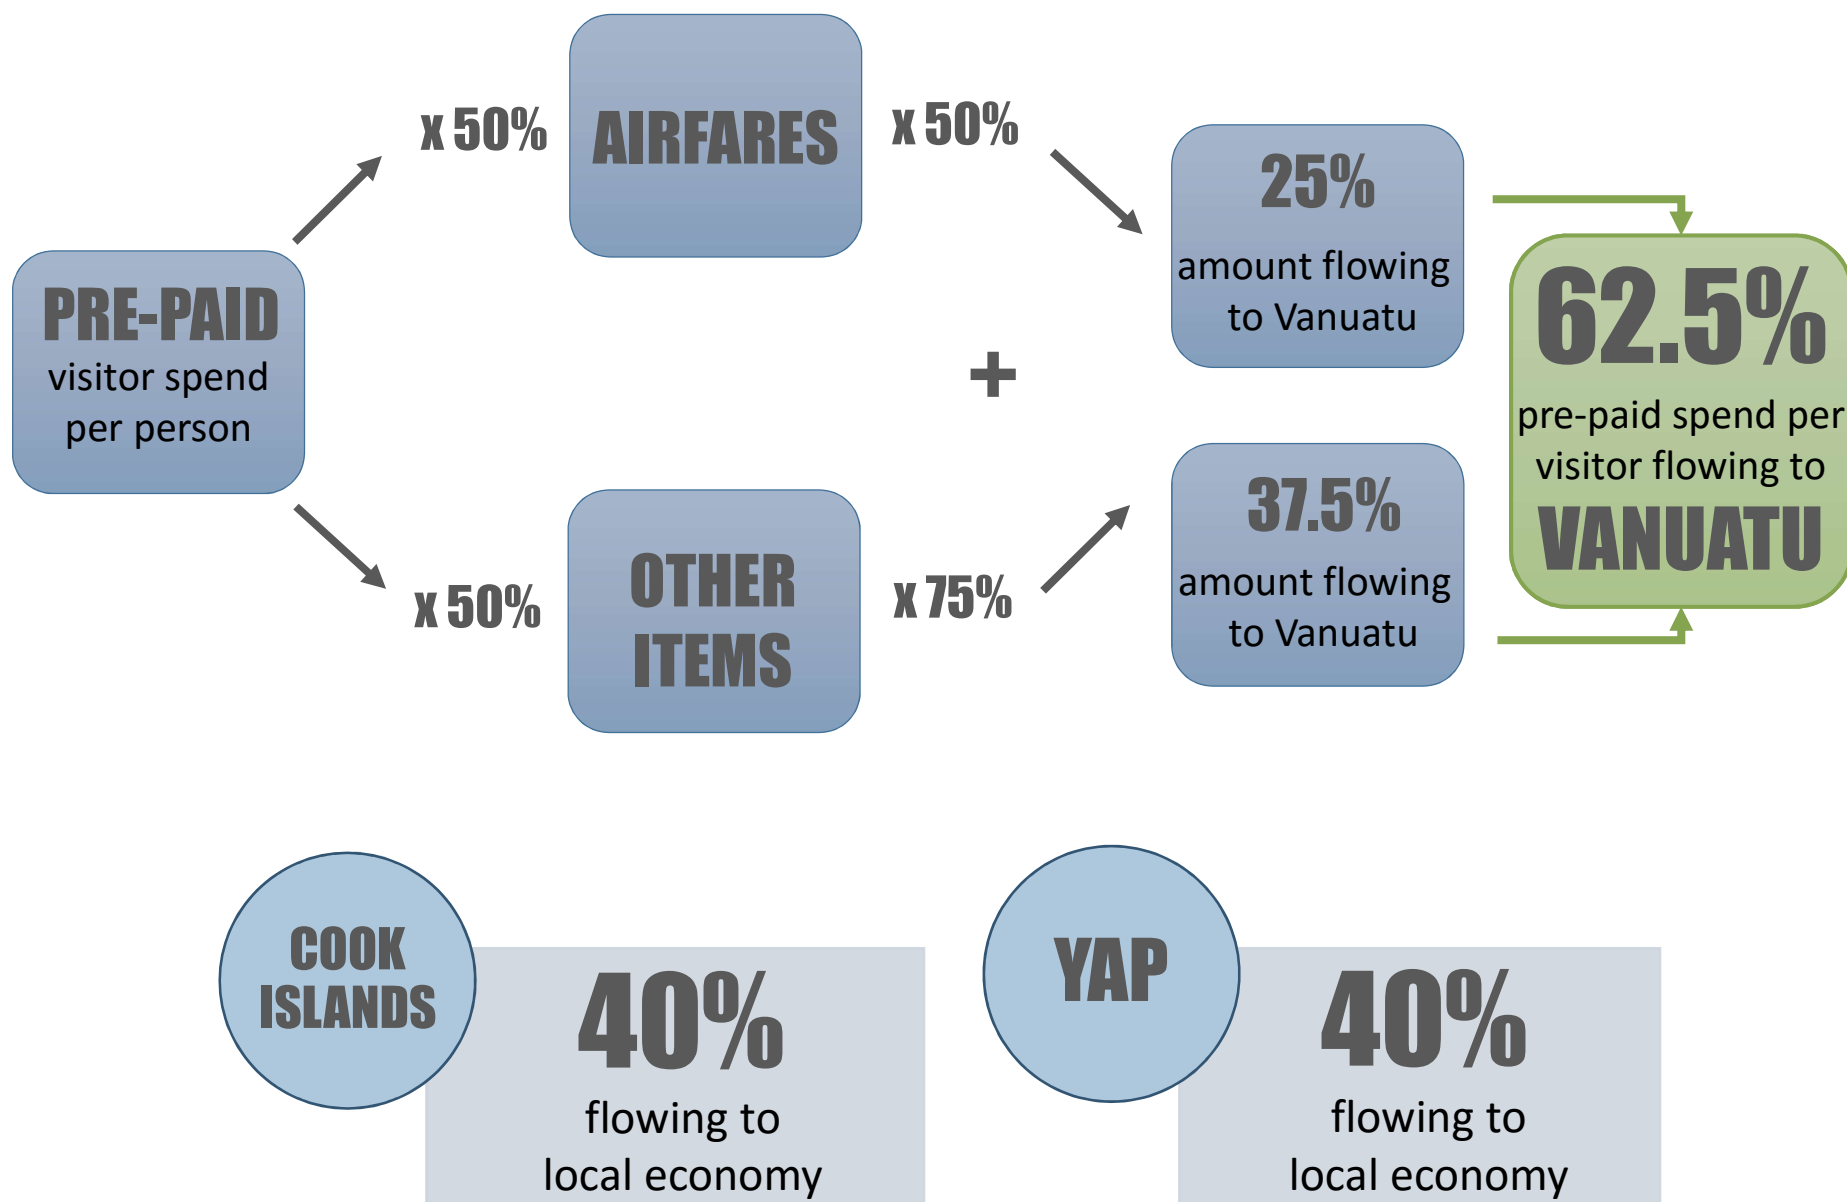 PRE-PAID
visitor spend
per person
x 50%
AIRFARES
x 50%
25%
amount flowing
to Vanuatu
+
x 50%
OTHER
ITEMS
x 75%
37.5%
amount flowing
to Vanuatu
62.5%
pre-paid spend per
visitor flowing to
VANUATU
COOK
ISLANDS
40%
flowing to
local economy
YAP
40%
flowing to
local economy